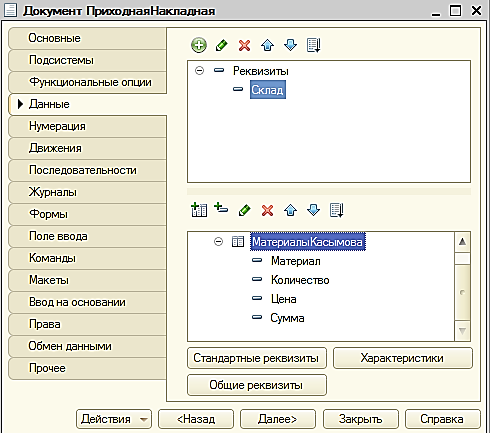 Документ ПриходнаяНакладная
Основные
Подсистемы
Функциональные опции
Данные
Нумерация
Движения
Последовательности
Журналы
Формы
Поле ввода
Команды
Макеты
Ввод на основании
Права
Обмен данными
Прочее
Реквизиты
Склад
МатериалыКасымова
Материал
Количество
Цена
Сумма
Стандартные реквизиты
Характеристики
Общие реквизиты
Действия
<Назад
Далее>
Закрыть
Справка